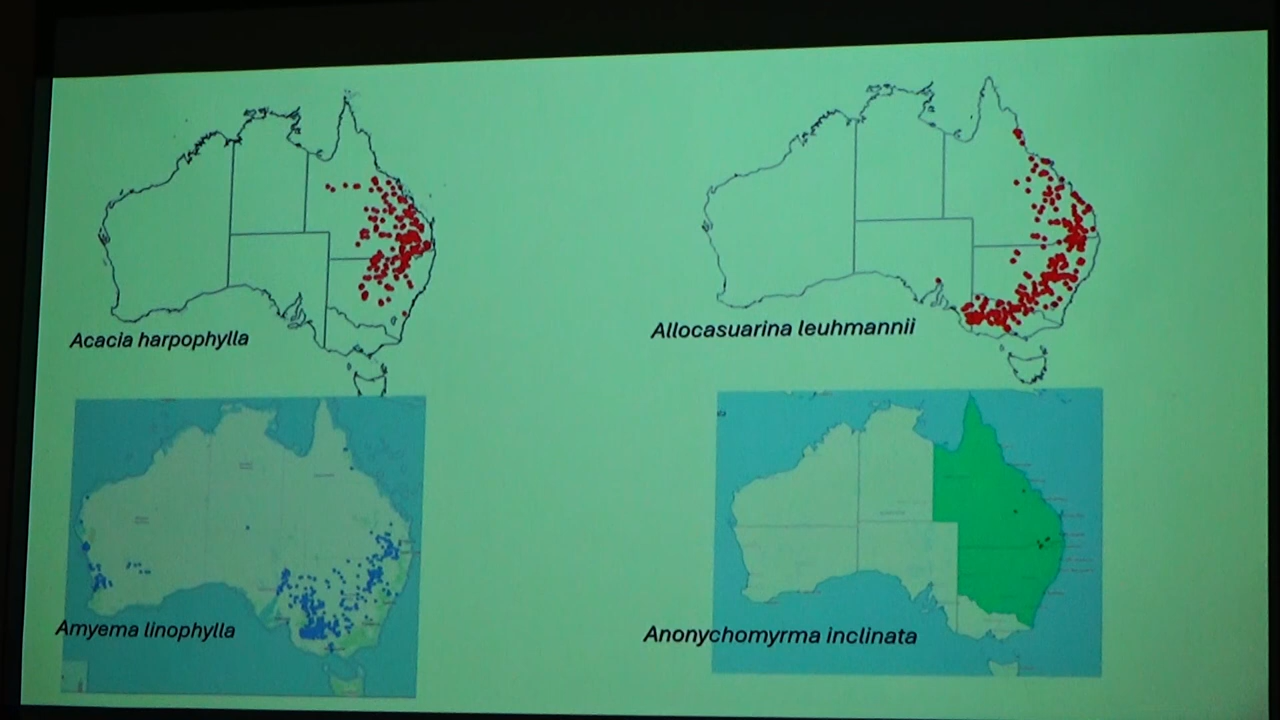 Acacia harpophylla
Allocasuarina leuhmannii
Amyema linophylla
Anonychomyrma inclinata